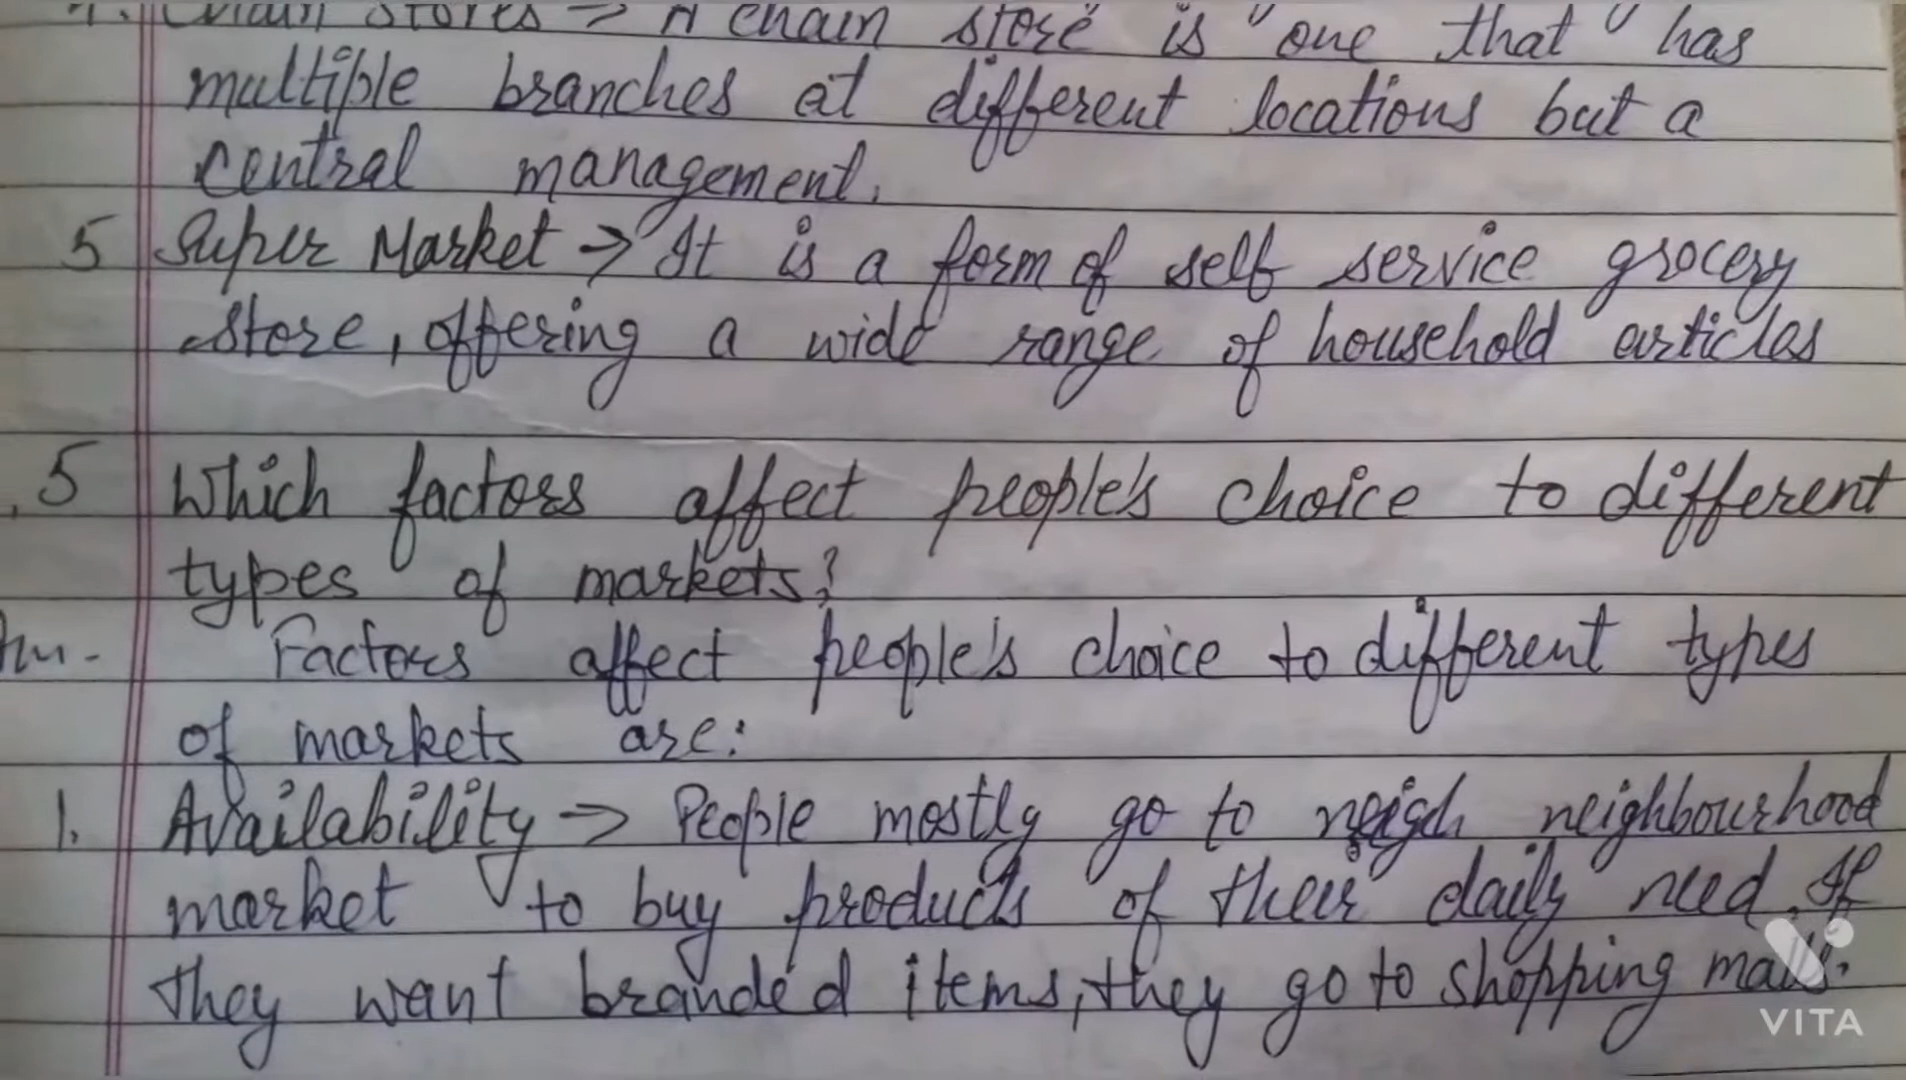 4. Chain Stores → A chain store is one that has
multiple branches at different locations but a
central management.
5 Super Market → It is a form of self service grocery
store, offering a wide range of household articles
.5 Which factors affect people's choice to different
types of markets?
Factors affect people's choice to different types
of markets are:
1. Availability → People mostly go to neigh neighbourhood
market to buy products of their daily need. If
they want branded items, they go to shopping malls.
VITA